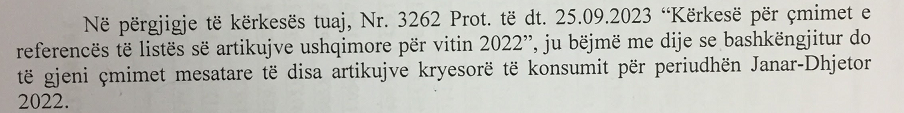 Në përgjigje të kërkesës tuaj, Nr. 3262 Prot. të dt. 25.09.2023 “Kërkesë për çmimet e
referencës të listës së artikujve ushqimore për vitin 2022”, ju bëjmë me dije se bashkëngjitur do
të gjeni çmimet mesatare të disa artikujve kryesorë të konsumit për periudhën Janar-Dhjetor
2022.